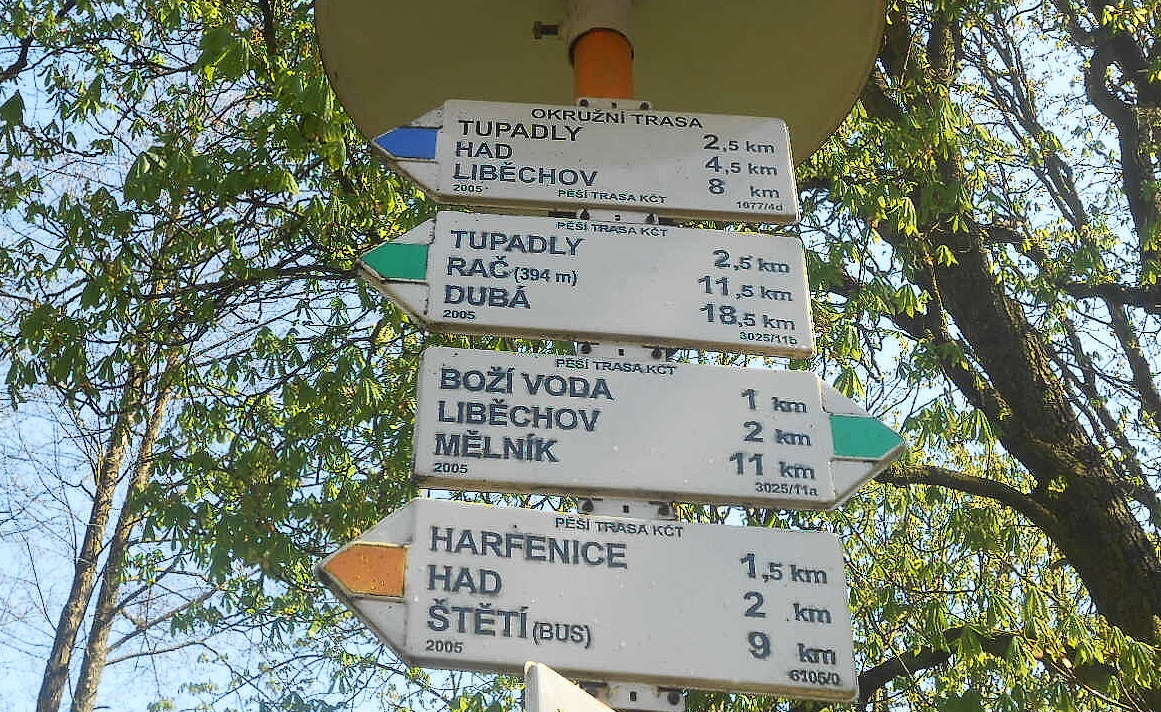 OKRUŽNÍ TRASA
TUPADLY 2,5 km
HAD 4,5 km
LIBĚCHOV 8 km
2005 PĚŠÍ TRASA KČT 1677/4d
PĚŠÍ TRASA KČT
TUPADLY 2,5 km
RAČ (394 m) 11,5 km
DUBÁ 18,5 km
2005 3025/11b
PĚŠÍ TRASA KČT
BOŽÍ VODA 1 km
LIBĚCHOV 2 km
MĚLNÍK 11 km
2005 3025/11a
PĚŠÍ TRASA KČT
HARFENICE 1,5 km
HAD 2 km
ŠTĚTÍ (BUS) 9 km
2005 6105/0